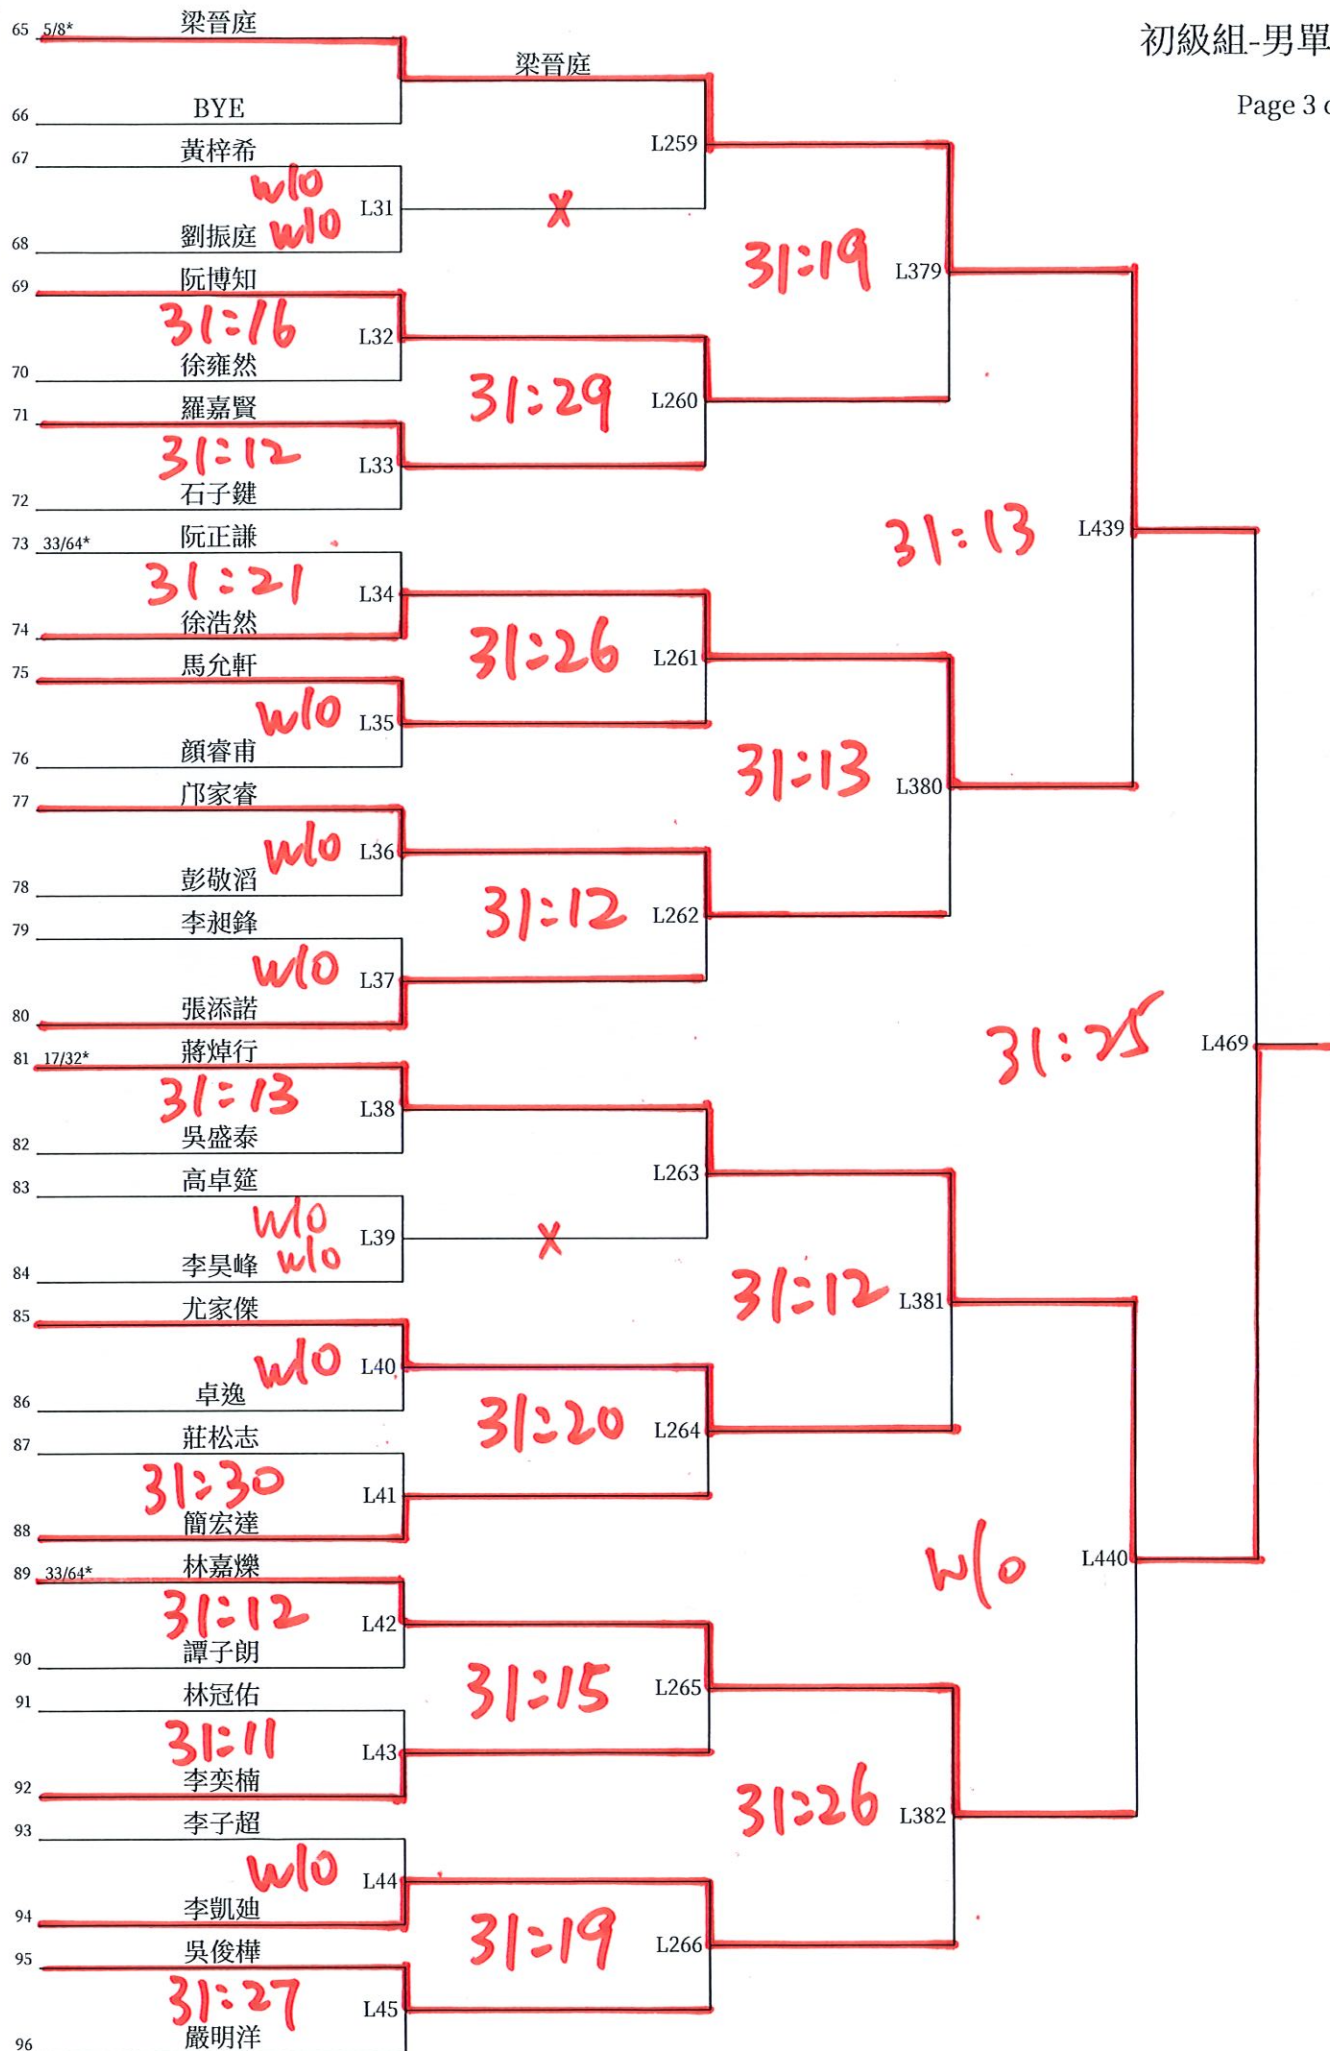 初級組-男單
Page 3
65 5/8* 梁晉庭
梁晉庭
66 BYE
L259
67 黃梓希
w/o
L31
X
68 劉振庭 w/o
31:19
L379
69 阮博知
31:16
L32
70 徐雍然
31:29
L260
71 羅嘉賢
31:12
L33
72 石子鍵
31:13
L439
73 33/64* 阮正謙
31:21
L34
74 徐浩然
31:26
L261
75 馬允軒
w/o
L35
76 顏睿甫
31:13
L380
77 邝家睿
w/o
L36
78 彭敬滔
31:12
L262
79 李昶鋒
w/o
L37
80 張添諾
31:25
L469
81 17/32* 蔣焯行
31:13
L38
82 吳盛泰
L263
83 高卓筵
w/o
L39
X
84 李昊峰 w/o
31:12
L381
85 尤家傑
w/o
L40
86 卓逸
31:20
L264
87 莊松志
31:30
L41
88 簡宏達
w/o
L440
89 33/64* 林嘉爍
31:12
L42
90 譚子朗
31:15
L265
91 林冠佑
31:11
L43
92 李奕楠
31:26
L382
93 李子超
w/o
L44
94 李凱廸
31:19
L266
95 吳俊樺
31:27
L45
96 嚴明洋